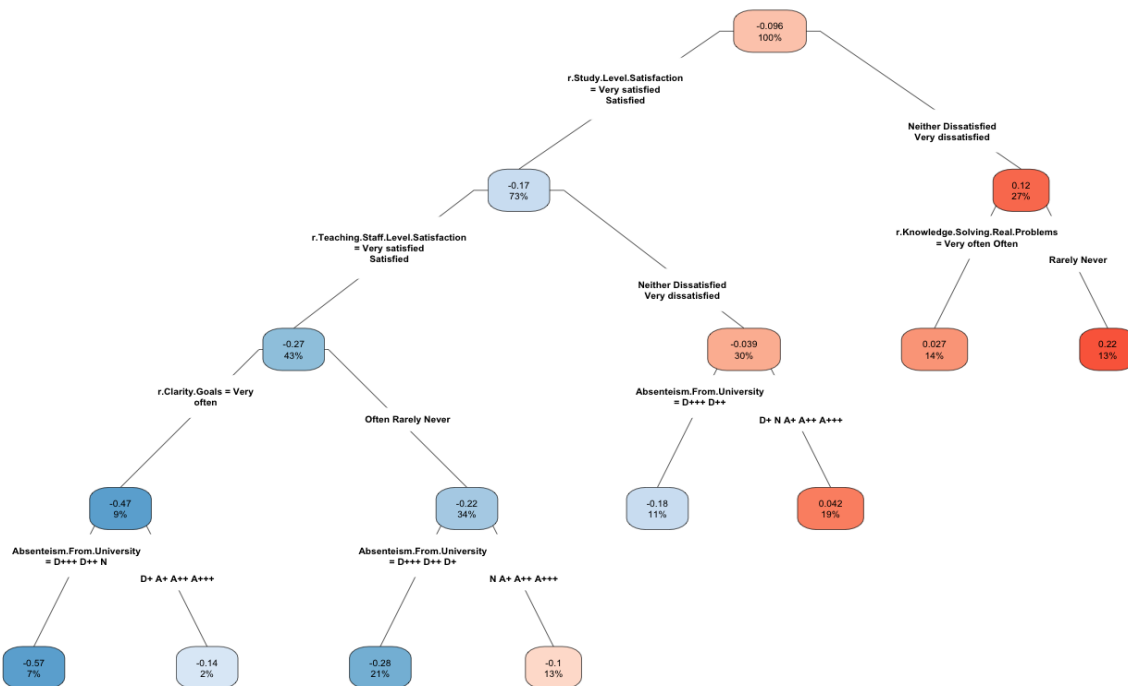 -0.096
100%
r.Study.Level.Satisfaction
= Very satisfied
Satisfied
Neither Dissatisfied
Very dissatisfied
-0.17
73%
0.12
27%
r.Teaching.Staff.Level.Satisfaction
= Very satisfied
Satisfied
Neither Dissatisfied
Very dissatisfied
r.Knowledge.Solving.Real.Problems
= Very often Often
Rarely Never
-0.27
43%
-0.039
30%
0.027
14%
0.22
13%
r.Clarity.Goals = Very
often
Often Rarely Never
Absenteism.From.University
= D+++ D++
D+ N A+ A++ A+++
-0.47
9%
-0.22
34%
-0.18
11%
0.042
19%
Absenteism.From.University
= D+++ D++ N
D+ A+ A++ A+++
Absenteism.From.University
= D+++ D++ D+
N A+ A++ A+++
-0.57
7%
-0.14
2%
-0.28
21%
-0.1
13%